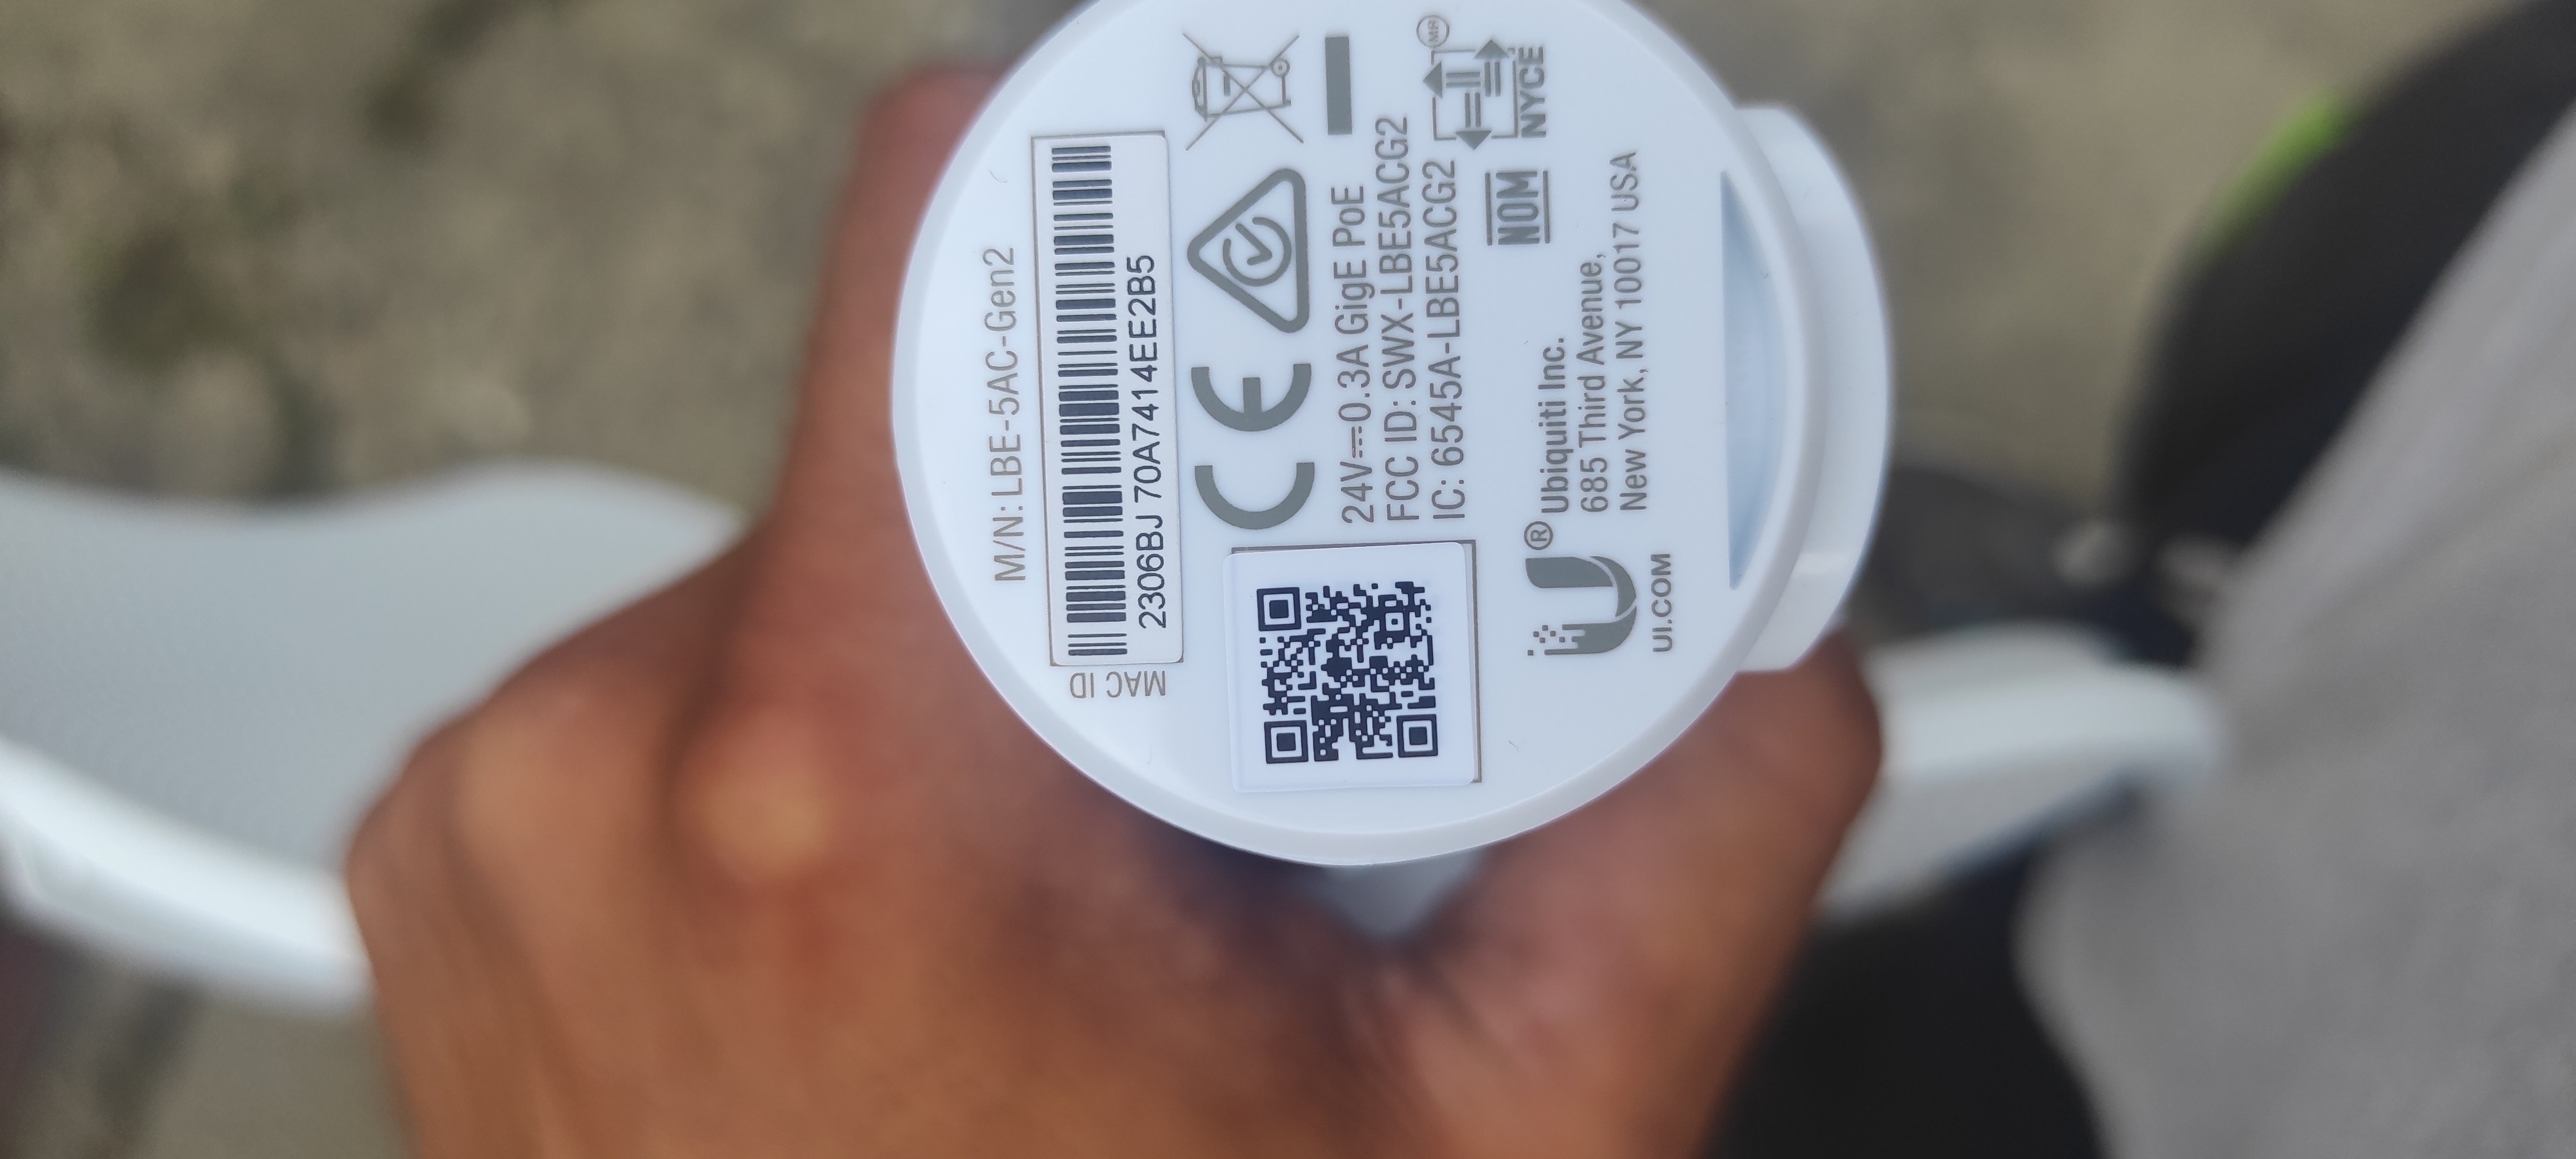 M/N: LBE-5AC-Gen2
MAC ID
2306BJ 70A7414EE2B5
24V⎓0.3A GigE PoE
FCC ID: SWX-LBE5ACG2
IC: 6545A-LBE5ACG2
NOM
NYCE
MR
U®
Ubiquiti Inc.
685 Third Avenue,
New York, NY 10017 USA
UI.COM